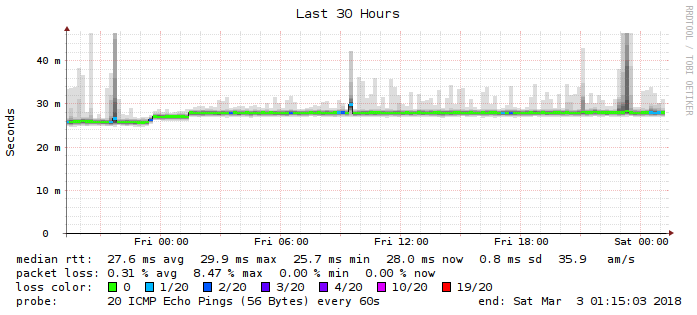 Last 30 Hours
RRDTOOL / TOBI OETIKER
Seconds
40 m
30 m
20 m
10 m
0
Fri 00:00 Fri 06:00 Fri 12:00 Fri 18:00 Sat 00:00
median rtt: 27.6 ms avg 29.9 ms max 25.7 ms min 28.0 ms now 0.8 ms sd 35.9 am/s
packet loss: 0.31 % avg 8.47 % max 0.00 % min 0.00 % now
loss color: 0 1/20 2/20 3/20 4/20 10/20 19/20
probe: 20 ICMP Echo Pings (56 Bytes) every 60s end: Sat Mar 3 01:15:03 2018